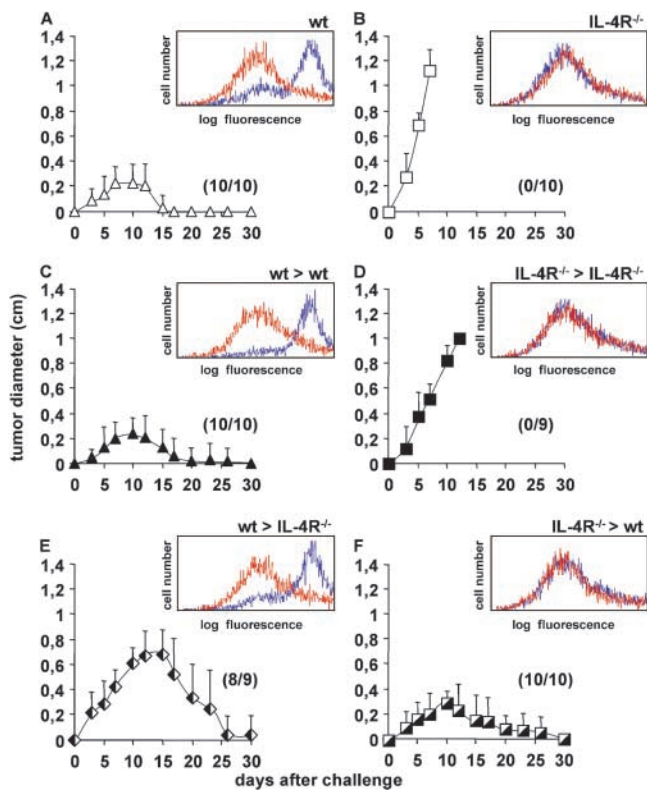 A wt
B IL-4R-/-
1,4
1,2
1
0,8
0,6
0,4
0,2
0
cell number
log fluorescence
(10/10)
0 5 10 15 20 25 30
1,4
1,2
1
0,8
0,6
0,4
0,2
0
cell number
log fluorescence
(0/10)
0 5 10 15 20 25 30
C wt > wt
D IL-4R-/- > IL-4R-/-
tumor diameter (cm)
1,4
1,2
1
0,8
0,6
0,4
0,2
0
cell number
log fluorescence
(10/10)
0 5 10 15 20 25 30
1,4
1,2
1
0,8
0,6
0,4
0,2
0
cell number
log fluorescence
(0/9)
0 5 10 15 20 25 30
E wt > IL-4R-/-
F IL-4R-/- > wt
1,4
1,2
1
0,8
0,6
0,4
0,2
0
cell number
log fluorescence
(8/9)
0 5 10 15 20 25 30
1,4
1,2
1
0,8
0,6
0,4
0,2
0
cell number
log fluorescence
(10/10)
0 5 10 15 20 25 30
days after challenge